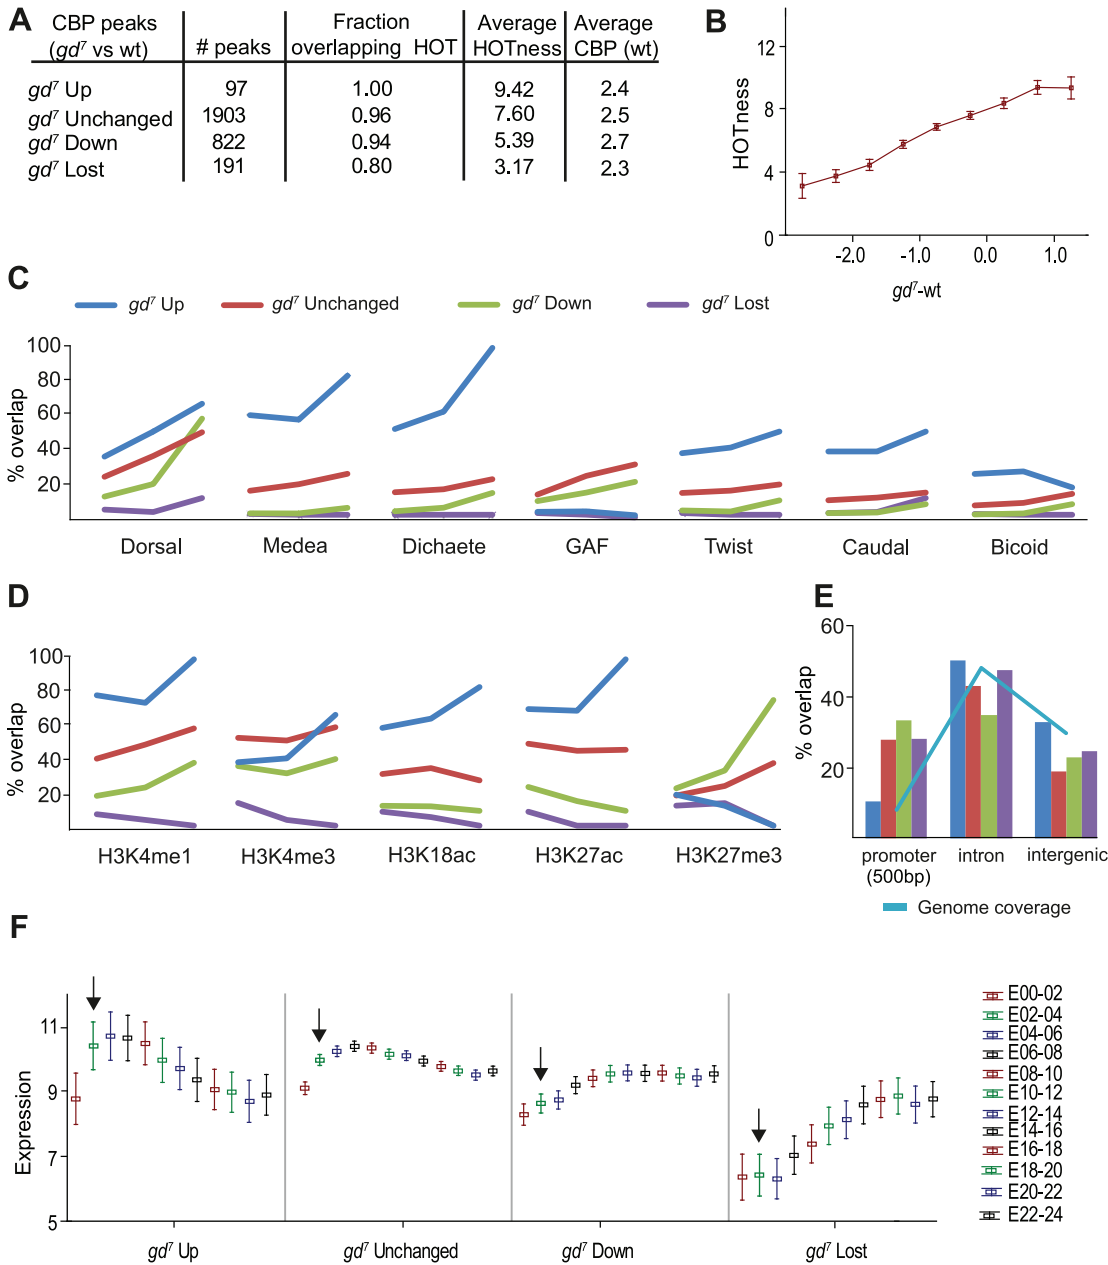 A
CBP peaks (gd⁷ vs wt) # peaks Fraction overlapping HOT Average HOTness Average CBP (wt)
gd⁷ Up 97 1.00 9.42 2.4
gd⁷ Unchanged 1903 0.96 7.60 2.5
gd⁷ Down 822 0.94 5.39 2.7
gd⁷ Lost 191 0.80 3.17 2.3
B
HOTness
12
8
4
0
-2.0 -1.0 0.0 1.0
gd⁷-wt
C
gd⁷ Up gd⁷ Unchanged gd⁷ Down gd⁷ Lost
% overlap
100
80
60
40
20
Dorsal Medea Dichaete GAF Twist Caudal Bicoid
D
% overlap
100
80
60
40
20
H3K4me1 H3K4me3 H3K18ac H3K27ac H3K27me3
E
% overlap
60
40
20
promoter (500bp) intron intergenic
Genome coverage
F
Expression
11
9
7
5
gd⁷ Up gd⁷ Unchanged gd⁷ Down gd⁷ Lost
E00-02
E02-04
E04-06
E06-08
E08-10
E10-12
E12-14
E14-16
E16-18
E18-20
E20-22
E22-24